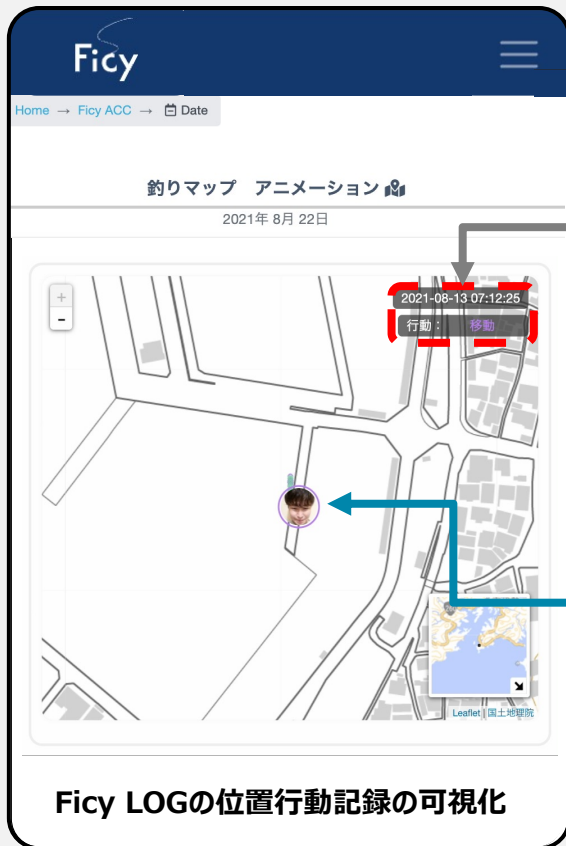 Ficy
Home → Ficy ACC → Date
釣りマップ アニメーション
2021年 8月 22日
+
-
2021-08-13 07:12:25
行動： 移動
Leaflet | 国土地理院
Ficy LOGの位置行動記録の可視化